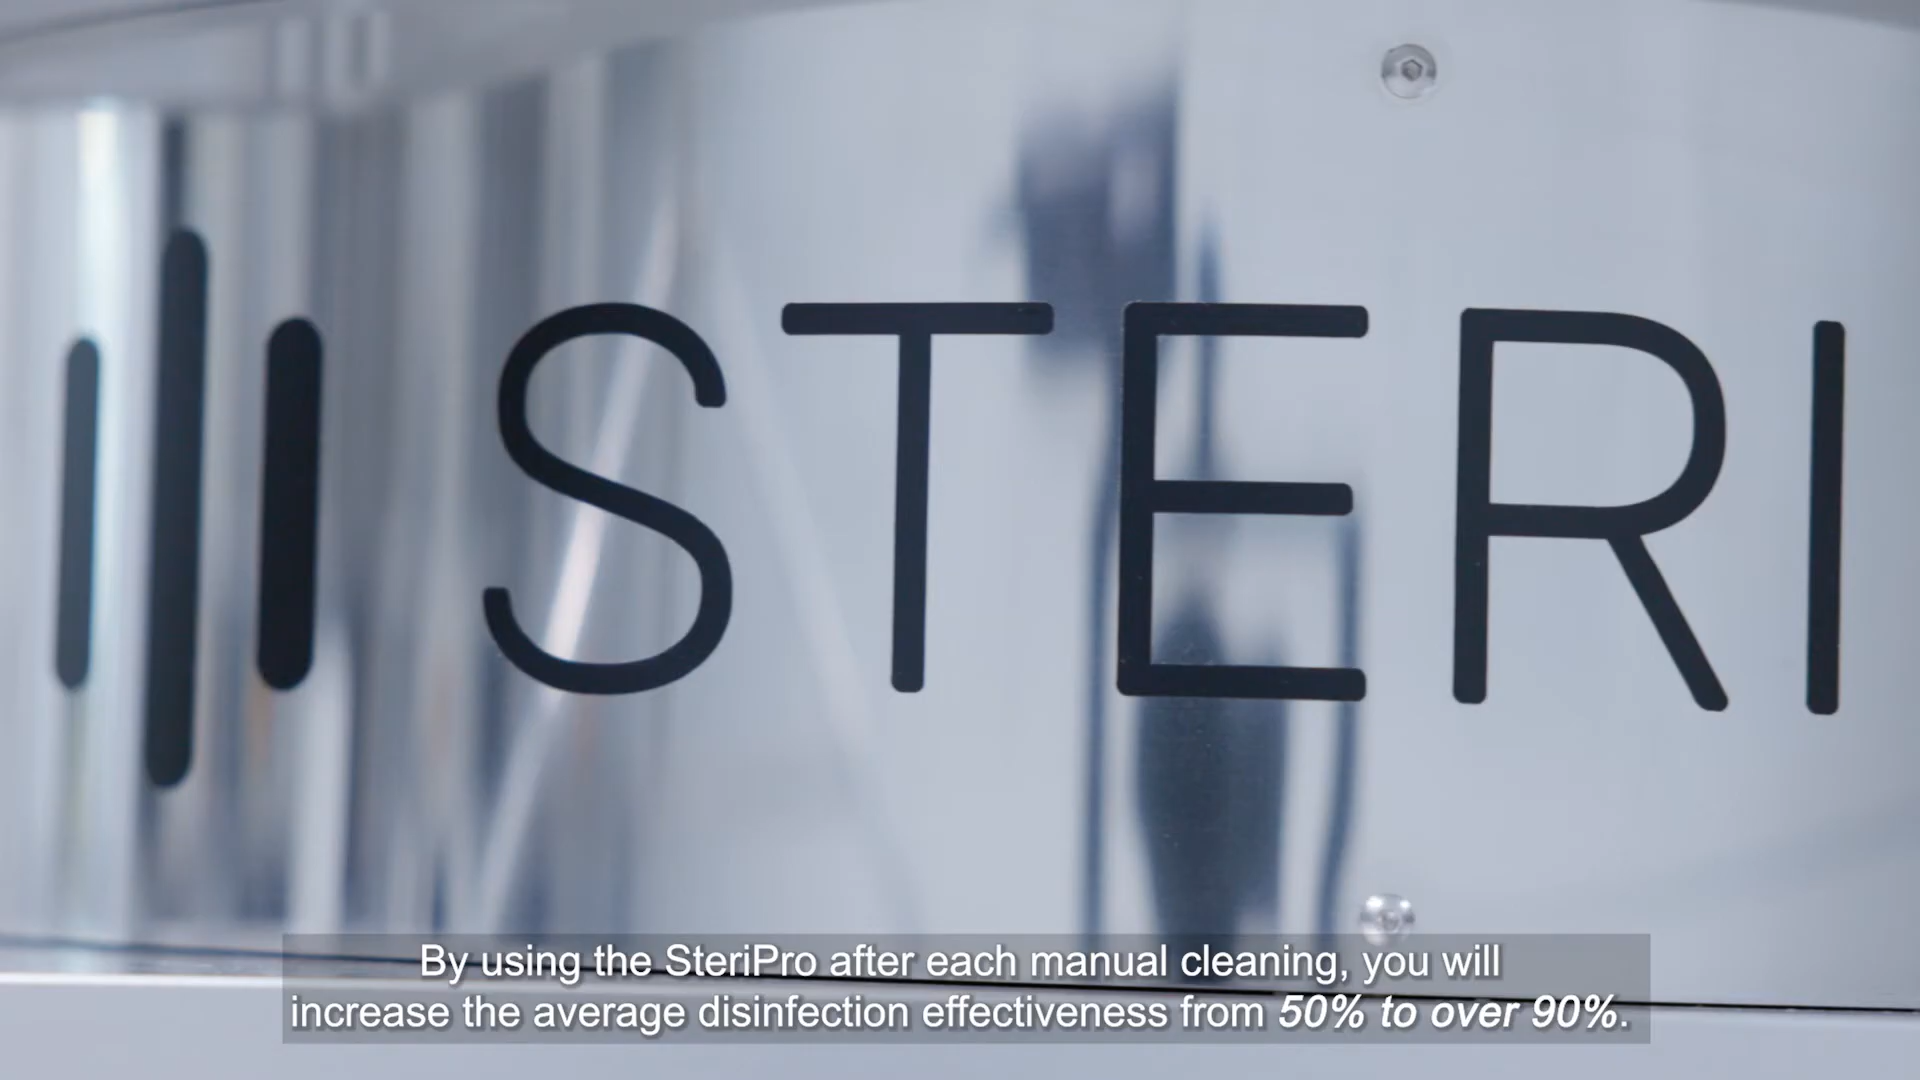 STERI
By using the SteriPro after each manual cleaning, you will
increase the average disinfection effectiveness from 50% to over 90%.